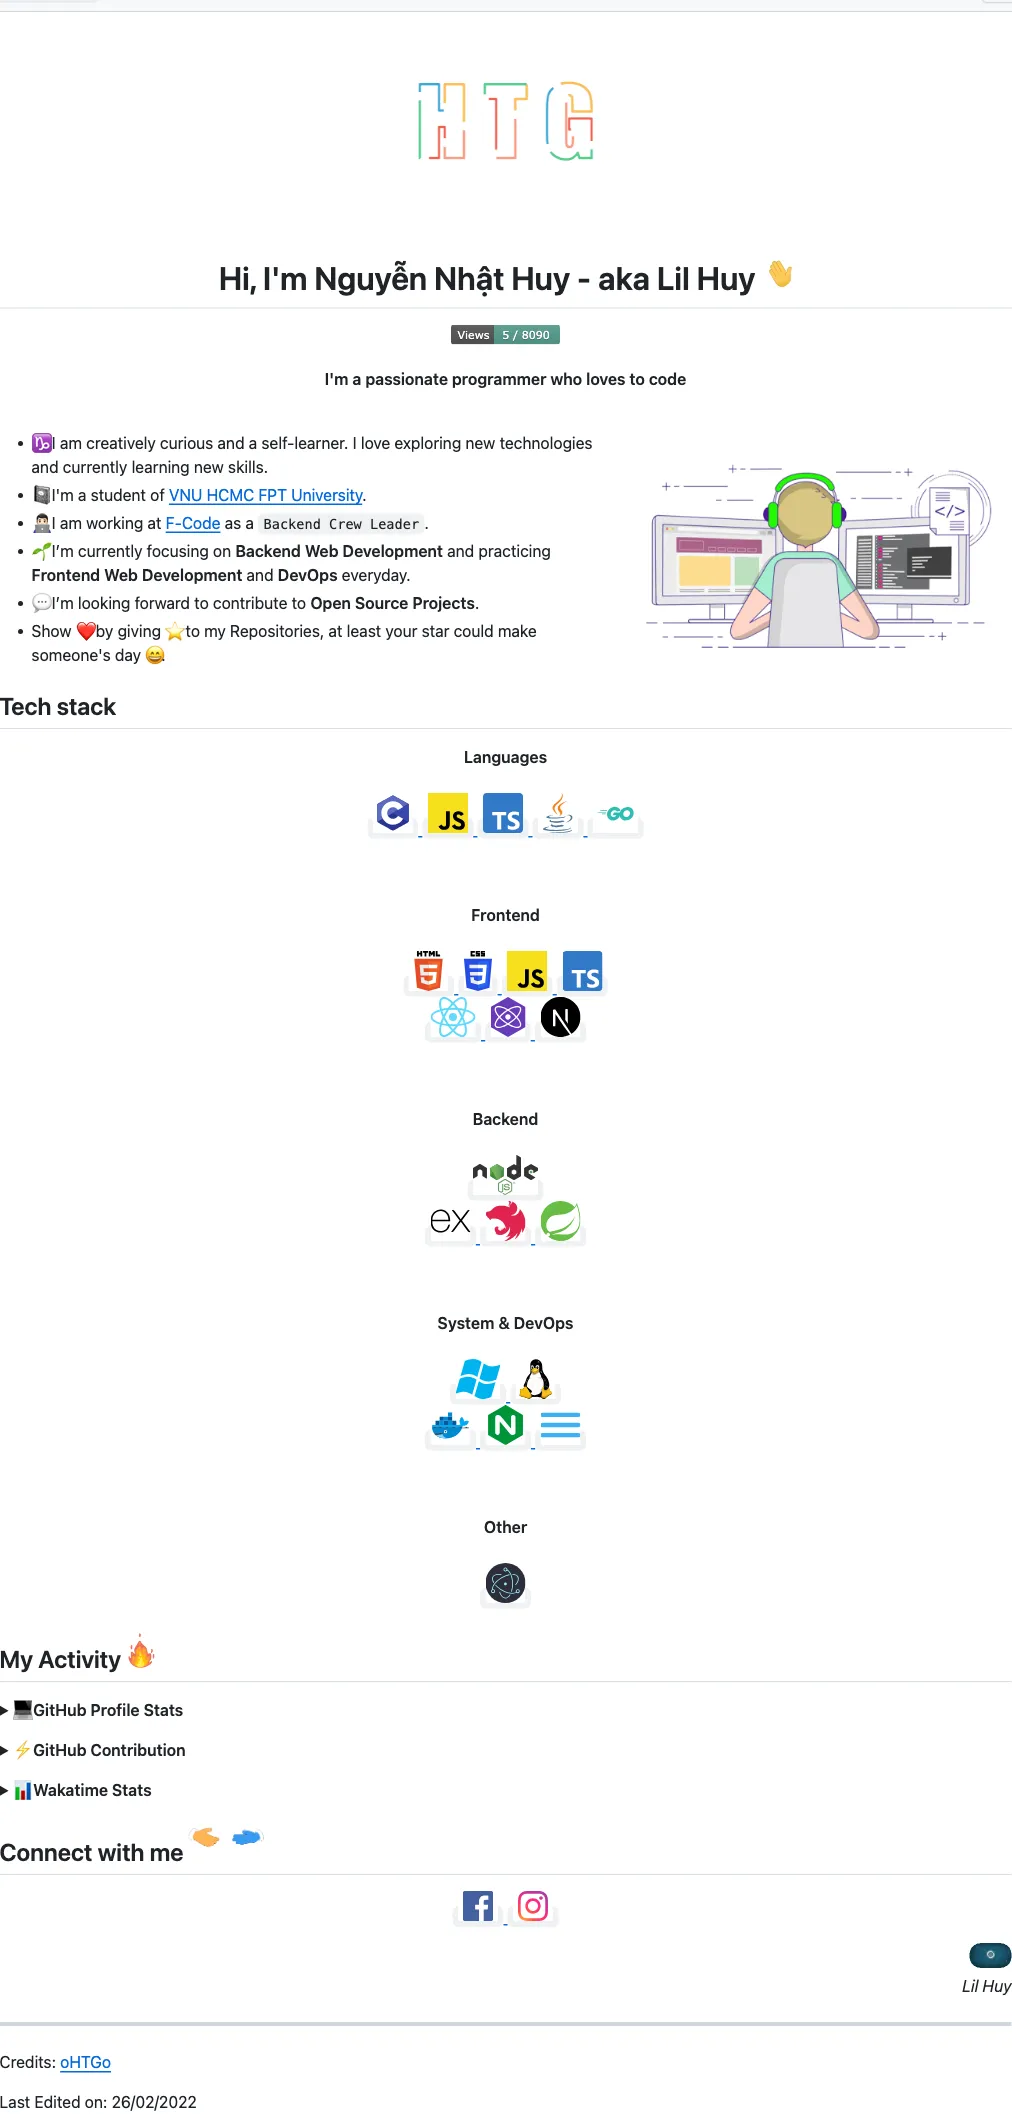 HTG
Hi, I'm Nguyễn Nhật Huy - aka Lil Huy 👋
Views 5 / 8090
I'm a passionate programmer who loves to code
• ♑I am creatively curious and a self-learner. I love exploring new technologies
and currently learning new skills.
• 📓I'm a student of VNU HCMC FPT University.
• 👨🏻‍💻I am working at F-Code as a Backend Crew Leader.
• 🌱I'm currently focusing on Backend Web Development and practicing
Frontend Web Development and DevOps everyday.
• 💬I'm looking forward to contribute to Open Source Projects.
• Show ❤️by giving ⭐to my Repositories, at least your star could make
someone's day 😄
</>
Tech stack
Languages
C JS TS GO
Frontend
HTML 5 CSS 3 JS TS
N
Backend
node
JS
ex
System & DevOps
N
Other
My Activity 🔥
💻GitHub Profile Stats
⚡GitHub Contribution
📊Wakatime Stats
Connect with me
Lil Huy
Credits: oHTGo
Last Edited on: 26/02/2022